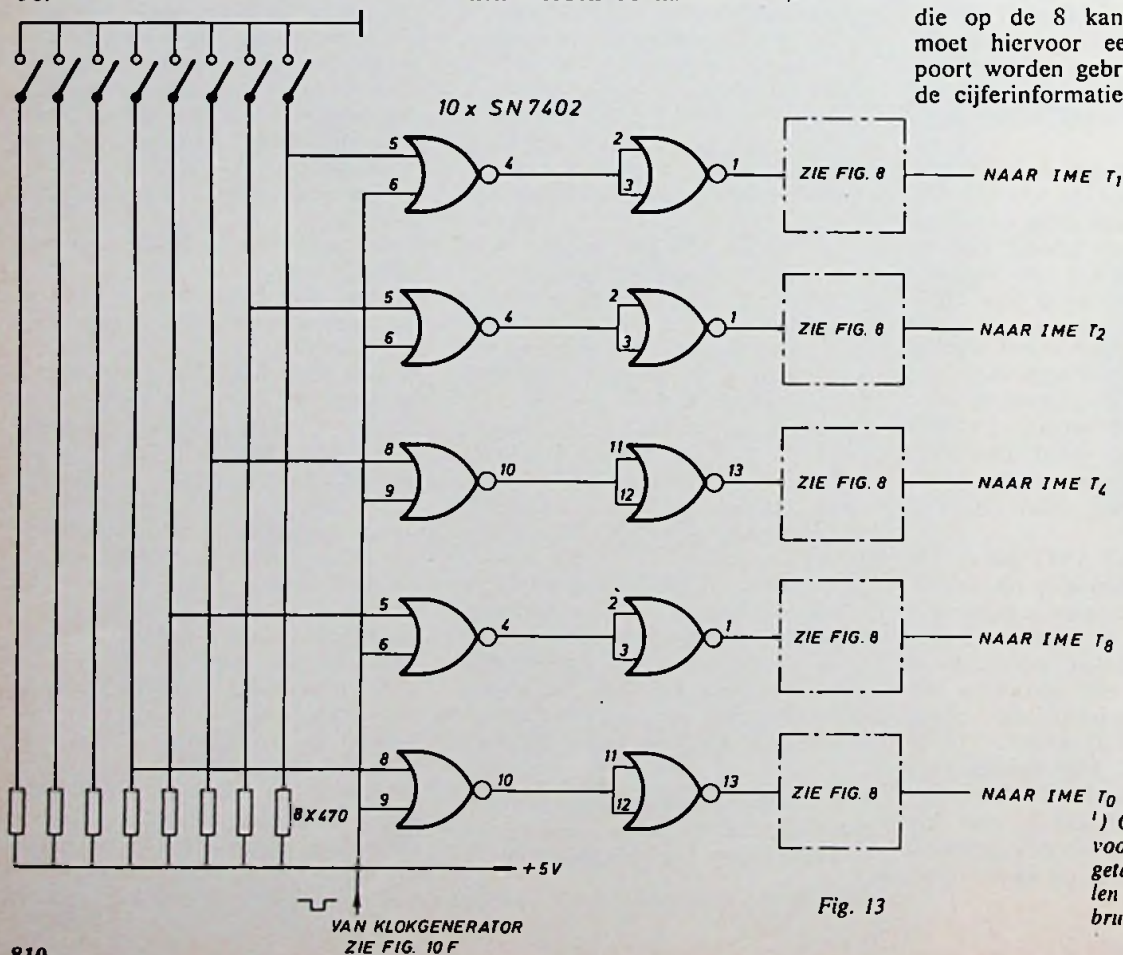 die op de 8 kan
moet hiervoor ee
poort worden gebr
de cijferinformatie
10 x SN 7402
5
6
4
2
3
1
ZIE FIG. 8
NAAR IME T1
5
6
4
2
3
1
ZIE FIG. 8
NAAR IME T2
8
9
10
11
12
13
ZIE FIG. 8
NAAR IME T4
5
6
4
2
3
1
ZIE FIG. 8
NAAR IME T8
8
9
10
11
12
13
ZIE FIG. 8
NAAR IME T0
8X470
+5V
VAN KLOKGENERATOR
ZIE FIG. 10 F
Fig. 13
voo
len
bru